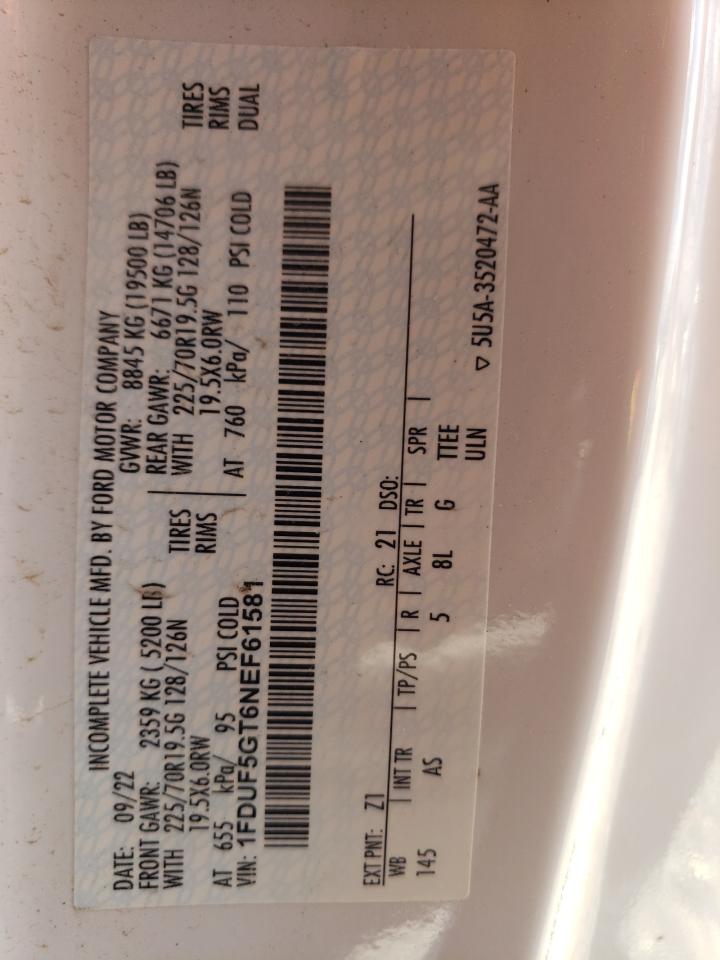 INCOMPLETE VEHICLE MFD. BY FORD MOTOR COMPANY
DATE: 09/22 GVWR: 8845 KG (19500 LB)
FRONT GAWR: 2359 KG ( 5200 LB) REAR GAWR: 6671 KG (14706 LB)
WITH 225/70R19.5G 128/126N TIRES WITH 225/70R19.5G 128/126N TIRES
19.5X6.0RW RIMS 19.5X6.0RW RIMS
AT 655 kPa/ 95 PSI COLD AT 760 kPa/ 110 PSI COLD DUAL
VIN: 1FDUF5GT6NEF61581
EXT PNT: Z1 RC: 21 DSO:
WB INT TR TP/PS R AXLE TR SPR
145 AS 5 8L G TTEE
ULN
▽ 5U5A-3520472-AA